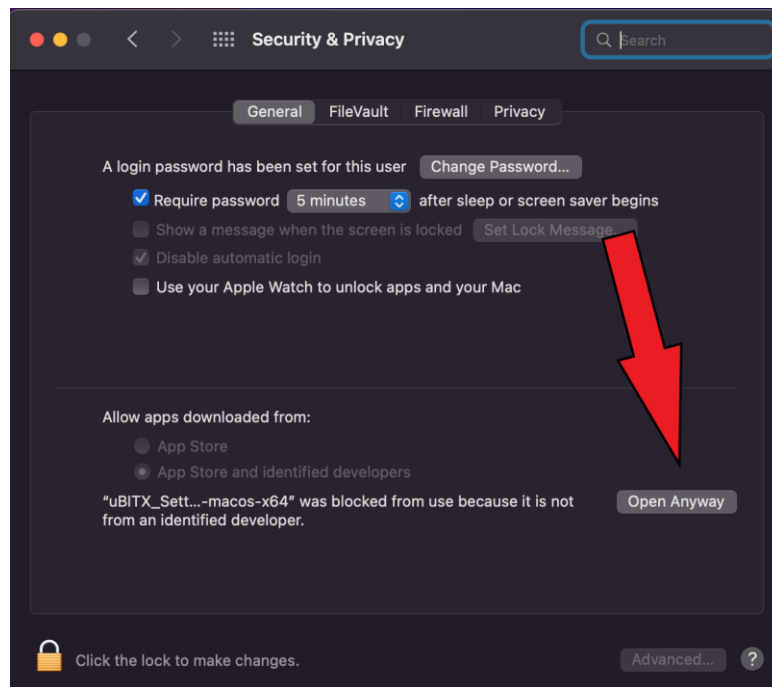 Security & Privacy
Search
General FileVault Firewall Privacy
A login password has been set for this user Change Password...
Require password 5 minutes after sleep or screen saver begins
Show a message when the screen is locked Set Lock Message...
Disable automatic login
Use your Apple Watch to unlock apps and your Mac
Allow apps downloaded from:
App Store
App Store and identified developers
“uBITX_Sett...-macos-x64” was blocked from use because it is not Open Anyway
from an identified developer.
Click the lock to make changes. Advanced... ?